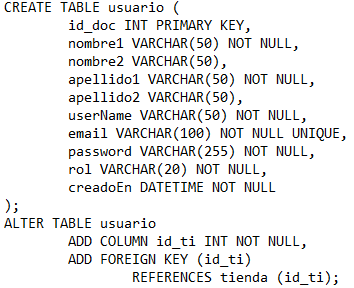 CREATE TABLE usuario (
id_doc INT PRIMARY KEY,
nombre1 VARCHAR(50) NOT NULL,
nombre2 VARCHAR(50),
apellido1 VARCHAR(50) NOT NULL,
apellido2 VARCHAR(50),
userName VARCHAR(50) NOT NULL,
email VARCHAR(100) NOT NULL UNIQUE,
password VARCHAR(255) NOT NULL,
rol VARCHAR(20) NOT NULL,
creadoEn DATETIME NOT NULL
);
ALTER TABLE usuario
ADD COLUMN id_ti INT NOT NULL,
ADD FOREIGN KEY (id_ti)
REFERENCES tienda (id_ti);